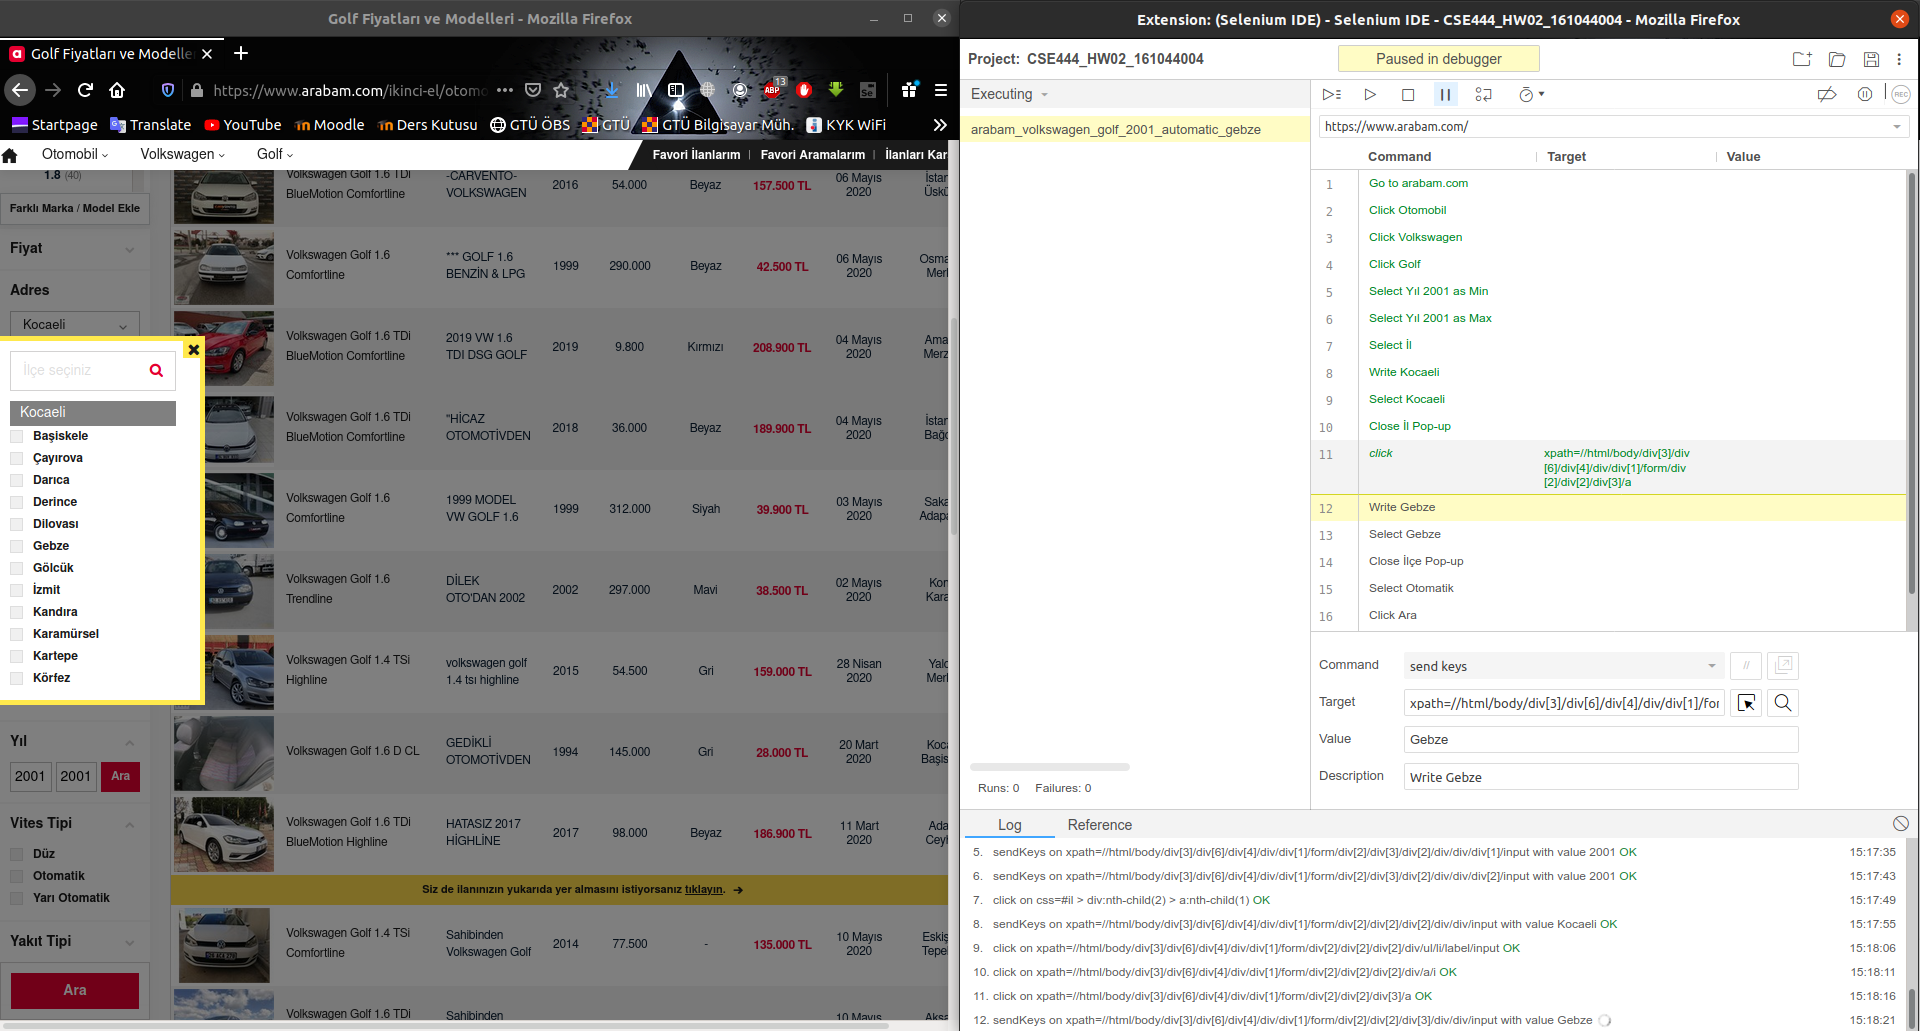 Golf Fiyatları ve Modelleri - Mozilla Firefox
Golf Fiyatları ve Modelle
https://www.arabam.com/ikinci-el/otomo
13
ABP
Se
Startpage
Translate
YouTube
Moodle
Ders Kutusu
GTÜ ÖBS
GTÜ
GTÜ Bilgisayar Müh.
KYK WiFi
Otomobil
Volkswagen
Golf
Favori İlanlarım | Favori Aramalarım | İlanları Kar
1.8 (40)
Farklı Marka / Model Ekle
Fiyat
Adres
Kocaeli
İlçe seçiniz
Kocaeli
Başiskele
Çayırova
Darıca
Derince
Dilovası
Gebze
Gölcük
İzmit
Kandıra
Karamürsel
Kartepe
Körfez
Yıl
2001 2001 Ara
Vites Tipi
Düz
Otomatik
Yarı Otomatik
Yakıt Tipi
Ara
Volkswagen Golf 1.6 TDi BlueMotion Comfortline -CARVENTO- VOLKSWAGEN 2016 54.000 Beyaz 157.500 TL 06 Mayıs 2020 İstan Üskü
Volkswagen Golf 1.6 Comfortline *** GOLF 1.6 BENZİN & LPG 1999 290.000 Beyaz 42.500 TL 06 Mayıs 2020 Osma Merk
Volkswagen Golf 1.6 TDi BlueMotion Comfortline 2019 VW 1.6 TDI DSG GOLF 2019 9.800 Kırmızı 208.900 TL 04 Mayıs 2020 Ama Merz
Volkswagen Golf 1.6 TDi BlueMotion Comfortline "HİCAZ OTOMOTİVDEN 2018 36.000 Beyaz 189.900 TL 04 Mayıs 2020 İstan Bağc
Volkswagen Golf 1.6 Comfortline 1999 MODEL VW GOLF 1.6 1999 312.000 Siyah 39.900 TL 03 Mayıs 2020 Saka Adapa
Volkswagen Golf 1.6 Trendline DİLEK OTO'DAN 2002 2002 297.000 Mavi 38.500 TL 02 Mayıs 2020 Kon Kara
Volkswagen Golf 1.4 TSi Highline volkswagen golf 1.4 tsı highline 2015 54.500 Gri 159.000 TL 28 Nisan 2020 Yalo Merk
Volkswagen Golf 1.6 D CL GEDİKLİ OTOMOTİVDEN 1994 145.000 Gri 28.000 TL 20 Mart 2020 Koca Başis
Volkswagen Golf 1.6 TDi BlueMotion Highline HATASIZ 2017 HİGHLİNE 2017 98.000 Beyaz 186.900 TL 11 Mart 2020 Ada Ceyh
Siz de ilanınızın yukarıda yer almasını istiyorsanız tıklayın. →
Volkswagen Golf 1.4 TSi Comfortline Sahibinden Volkswagen Golf 2014 77.500 - 135.000 TL 10 Mayıs 2020 Eskiş Tepe
Volkswagen Golf 1.6 TDi Sahibinden 10 Mayıs
Extension: (Selenium IDE) - Selenium IDE - CSE444_HW02_161044004 - Mozilla Firefox
Project: CSE444_HW02_161044004
Paused in debugger
Executing
arabam_volkswagen_golf_2001_automatic_gebze
Runs: 0 Failures: 0
REC
https://www.arabam.com/
Command Target Value
1 Go to arabam.com
2 Click Otomobil
3 Click Volkswagen
4 Click Golf
5 Select Yıl 2001 as Min
6 Select Yıl 2001 as Max
7 Select İl
8 Write Kocaeli
9 Select Kocaeli
10 Close İl Pop-up
11 click xpath=//html/body/div[3]/div
[6]/div[4]/div/div[1]/form/div
[2]/div[2]/div[3]/a
12 Write Gebze
13 Select Gebze
14 Close İlçe Pop-up
15 Select Otomatik
16 Click Ara
Command send keys //
Target xpath=//html/body/div[3]/div[6]/div[4]/div/div[1]/for
Value Gebze
Description Write Gebze
Log Reference
5. sendKeys on xpath=//html/body/div[3]/div[6]/div[4]/div/div[1]/form/div[2]/div[3]/div[2]/div/div/div[1]/input with value 2001 OK 15:17:35
6. sendKeys on xpath=//html/body/div[3]/div[6]/div[4]/div/div[1]/form/div[2]/div[3]/div[2]/div/div/div[2]/input with value 2001 OK 15:17:43
7. click on css=#il > div:nth-child(2) > a:nth-child(1) OK 15:17:49
8. sendKeys on xpath=//html/body/div[3]/div[6]/div[4]/div/div[1]/form/div[2]/div[2]/div[2]/div/div/input with value Kocaeli OK 15:17:55
9. click on xpath=//html/body/div[3]/div[6]/div[4]/div/div[1]/form/div[2]/div[2]/div[2]/div/ul/li/label/input OK 15:18:06
10. click on xpath=//html/body/div[3]/div[6]/div[4]/div/div[1]/form/div[2]/div[2]/div[2]/div/a/i OK 15:18:11
11. click on xpath=//html/body/div[3]/div[6]/div[4]/div/div[1]/form/div[2]/div[2]/div[3]/a OK 15:18:16
12. sendKeys on xpath=//html/body/div[3]/div[6]/div[4]/div/div[1]/form/div[2]/div[2]/div[3]/div/div/input with value Gebze 15:18:21